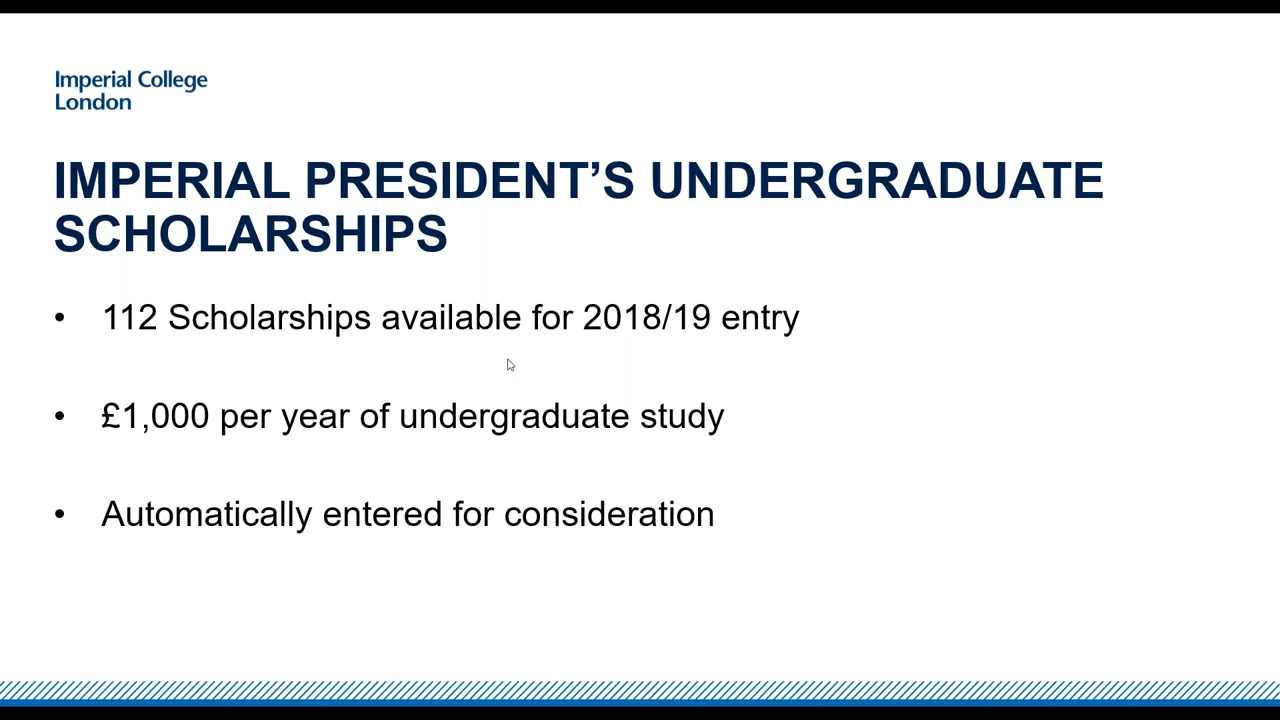 Imperial College
London
IMPERIAL PRESIDENT’S UNDERGRADUATE
SCHOLARSHIPS
• 112 Scholarships available for 2018/19 entry
• £1,000 per year of undergraduate study
• Automatically entered for consideration